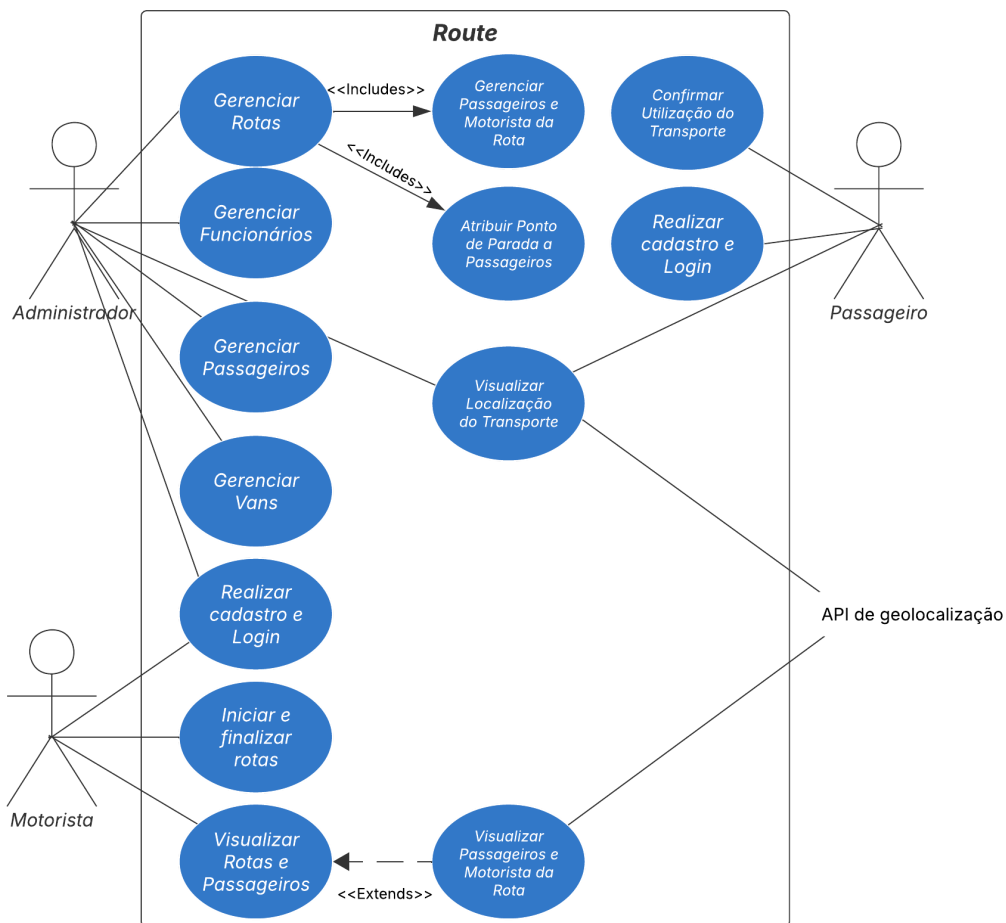 Route
Gerenciar
Rotas
<<Includes>>
Gerenciar
Passageiros e
Motorista da
Rota
Confirmar
Utilização do
Transporte
<<Includes>>
Gerenciar
Funcionários
Atribuir Ponto
de Parada a
Passageiros
Realizar
cadastro e
Login
Administrador
Passageiro
Gerenciar
Passageiros
Visualizar
Localização
do Transporte
Gerenciar
Vans
Realizar
cadastro e
Login
API de geolocalização
Iniciar e
finalizar
rotas
Motorista
Visualizar
Rotas e
Passageiros
<<Extends>>
Visualizar
Passageiros e
Motorista da
Rota